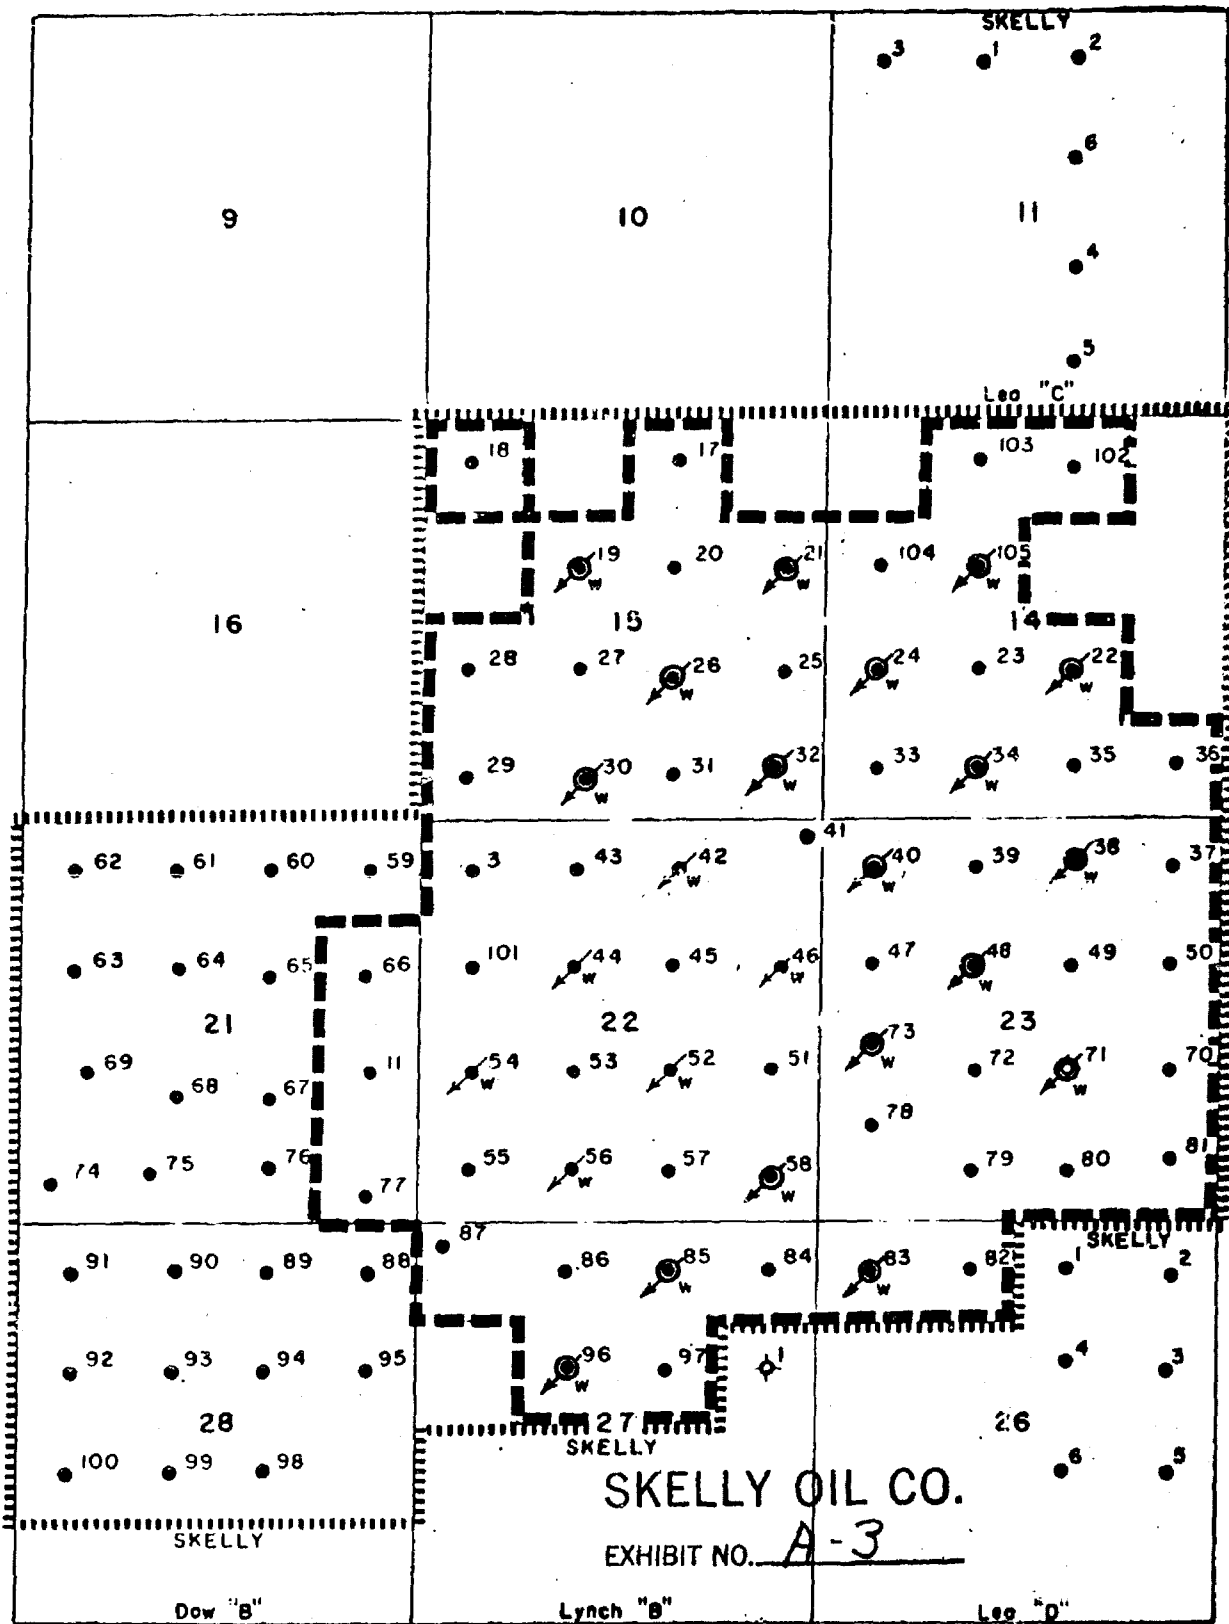 SKELLY
3 1 2
6
9 10 11
4
5
Lea "C"
18 17 103 102
19 W 20 21 W 104 105 W
16 15 14
28 27 26 W 25 24 W 23 22 W
29 30 W 31 32 W 33 34 W 35 36
41
62 61 60 59 3 43 42 W 40 W 39 38 W 37
63 64 65 66 101 44 W 45 46 W 47 48 W 49 50
21 22 23
73 W
69 68 67 11 54 W 53 52 W 51 72 71 W 70
78
74 75 76 77 55 56 W 57 58 W 79 80 81
87
SKELLY
91 90 89 88 86 85 W 84 83 W 82 1 2
92 93 94 95 96 W 97 1 4 3
28 27 26
SKELLY
100 99 98 6 5
SKELLY OIL CO.
SKELLY
EXHIBIT NO. A-3
Dow "B" Lynch "B" Lea "D"